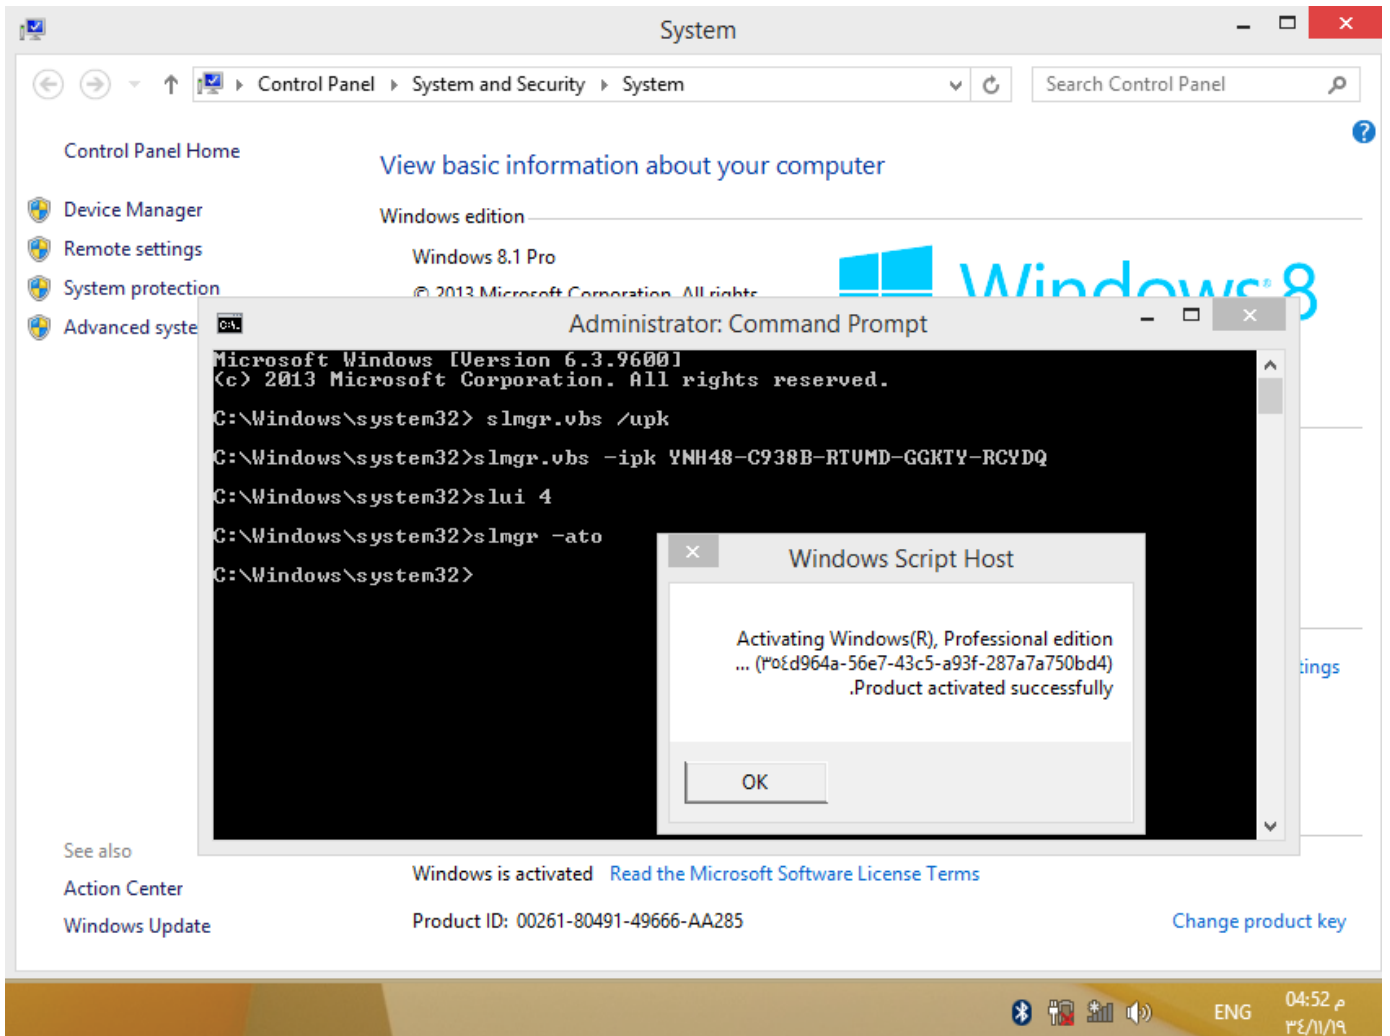 System
Control Panel System and Security System
Search Control Panel
Control Panel Home
Device Manager
Remote settings
System protection
Advanced syste
View basic information about your computer
Windows edition
Windows 8.1 Pro
© 2013 Microsoft Corporation. All rights
Windows 8
Administrator: Command Prompt
Microsoft Windows [Version 6.3.9600]
(c) 2013 Microsoft Corporation. All rights reserved.
C:\Windows\system32> slmgr.vbs /upk
C:\Windows\system32>slmgr.vbs -ipk YNH48-C938B-RTVMD-GGKTY-RCYDQ
C:\Windows\system32>slui 4
C:\Windows\system32>slmgr -ato
C:\Windows\system32>
Windows Script Host
Activating Windows(R), Professional edition
... (٣٥٤d964a-56e7-43c5-a93f-287a7a750bd4)
.Product activated successfully
OK
tings
See also
Action Center
Windows Update
Windows is activated Read the Microsoft Software License Terms
Product ID: 00261-80491-49666-AA285
Change product key
ENG
04:52 م
٣٤/١١/١٩